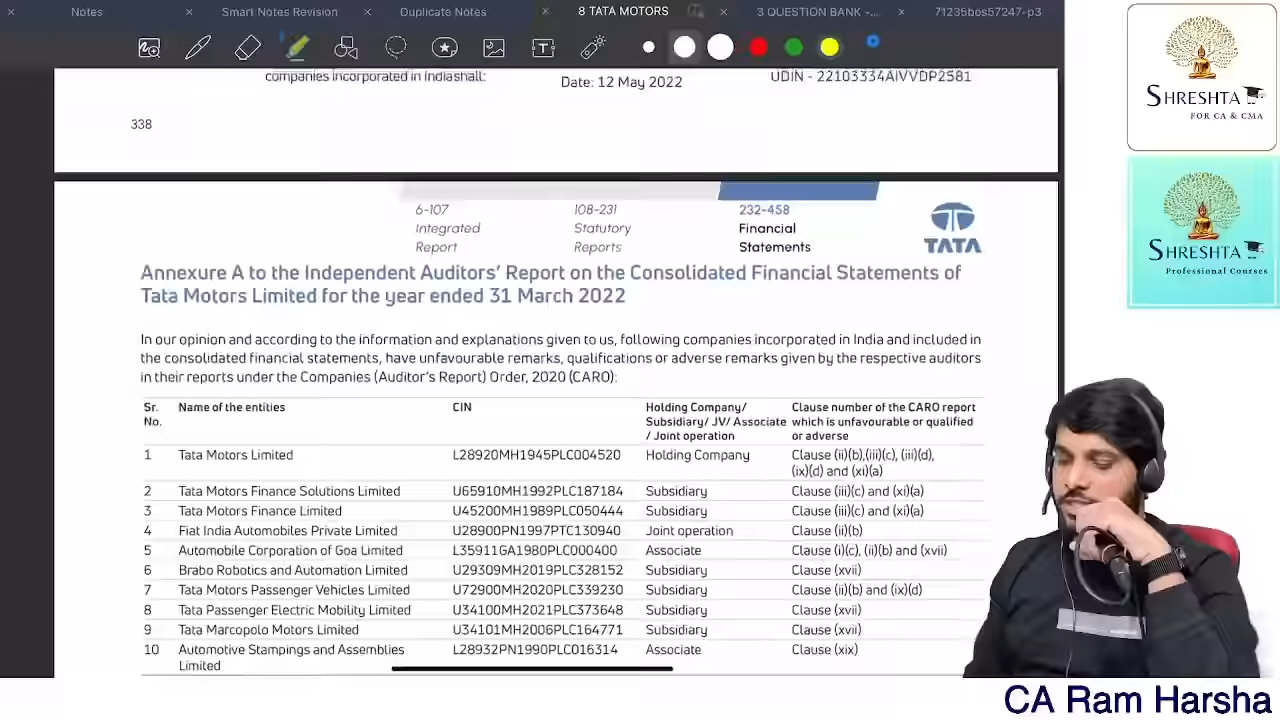 Notes
Smart Notes Revision
Duplicate Notes
8 TATA MOTORS
3 QUESTION BANK -...
71235bos57247-p3
companies incorporated in India shall:
Date: 12 May 2022
UDIN - 22103334AIVVDP2581
338
6-107
Integrated
Report
108-231
Statutory
Reports
232-458
Financial
Statements
TATA
Annexure A to the Independent Auditors' Report on the Consolidated Financial Statements of
Tata Motors Limited for the year ended 31 March 2022
In our opinion and according to the information and explanations given to us, following companies incorporated in India and included in
the consolidated financial statements, have unfavourable remarks, qualifications or adverse remarks given by the respective auditors
in their reports under the Companies (Auditor's Report) Order, 2020 (CARO):
Sr. No. Name of the entities CIN Holding Company/ Subsidiary/ JV/ Associate / Joint operation Clause number of the CARO report which is unfavourable or qualified or adverse
1 Tata Motors Limited L28920MH1945PLC004520 Holding Company Clause (ii)(b),(iii)(c), (iii)(d), (ix)(d) and (xi)(a)
2 Tata Motors Finance Solutions Limited U65910MH1992PLC187184 Subsidiary Clause (iii)(c) and (xi)(a)
3 Tata Motors Finance Limited U45200MH1989PLC050444 Subsidiary Clause (iii)(c) and (xi)(a)
4 Fiat India Automobiles Private Limited U28900PN1997PTC130940 Joint operation Clause (ii)(b)
5 Automobile Corporation of Goa Limited L35911GA1980PLC000400 Associate Clause (i)(c), (ii)(b) and (xvii)
6 Brabo Robotics and Automation Limited U29309MH2019PLC328152 Subsidiary Clause (xvii)
7 Tata Motors Passenger Vehicles Limited U72900MH2020PLC339230 Subsidiary Clause (ii)(b) and (ix)(d)
8 Tata Passenger Electric Mobility Limited U34100MH2021PLC373648 Subsidiary Clause (xvii)
9 Tata Marcopolo Motors Limited U34101MH2006PLC164771 Subsidiary Clause (xvii)
10 Automotive Stampings and Assemblies Limited L28932PN1990PLC016314 Associate Clause (xix)
SHRESHTA
FOR CA & CMA
SHRESHTA
Professional Courses
CA Ram Harsha